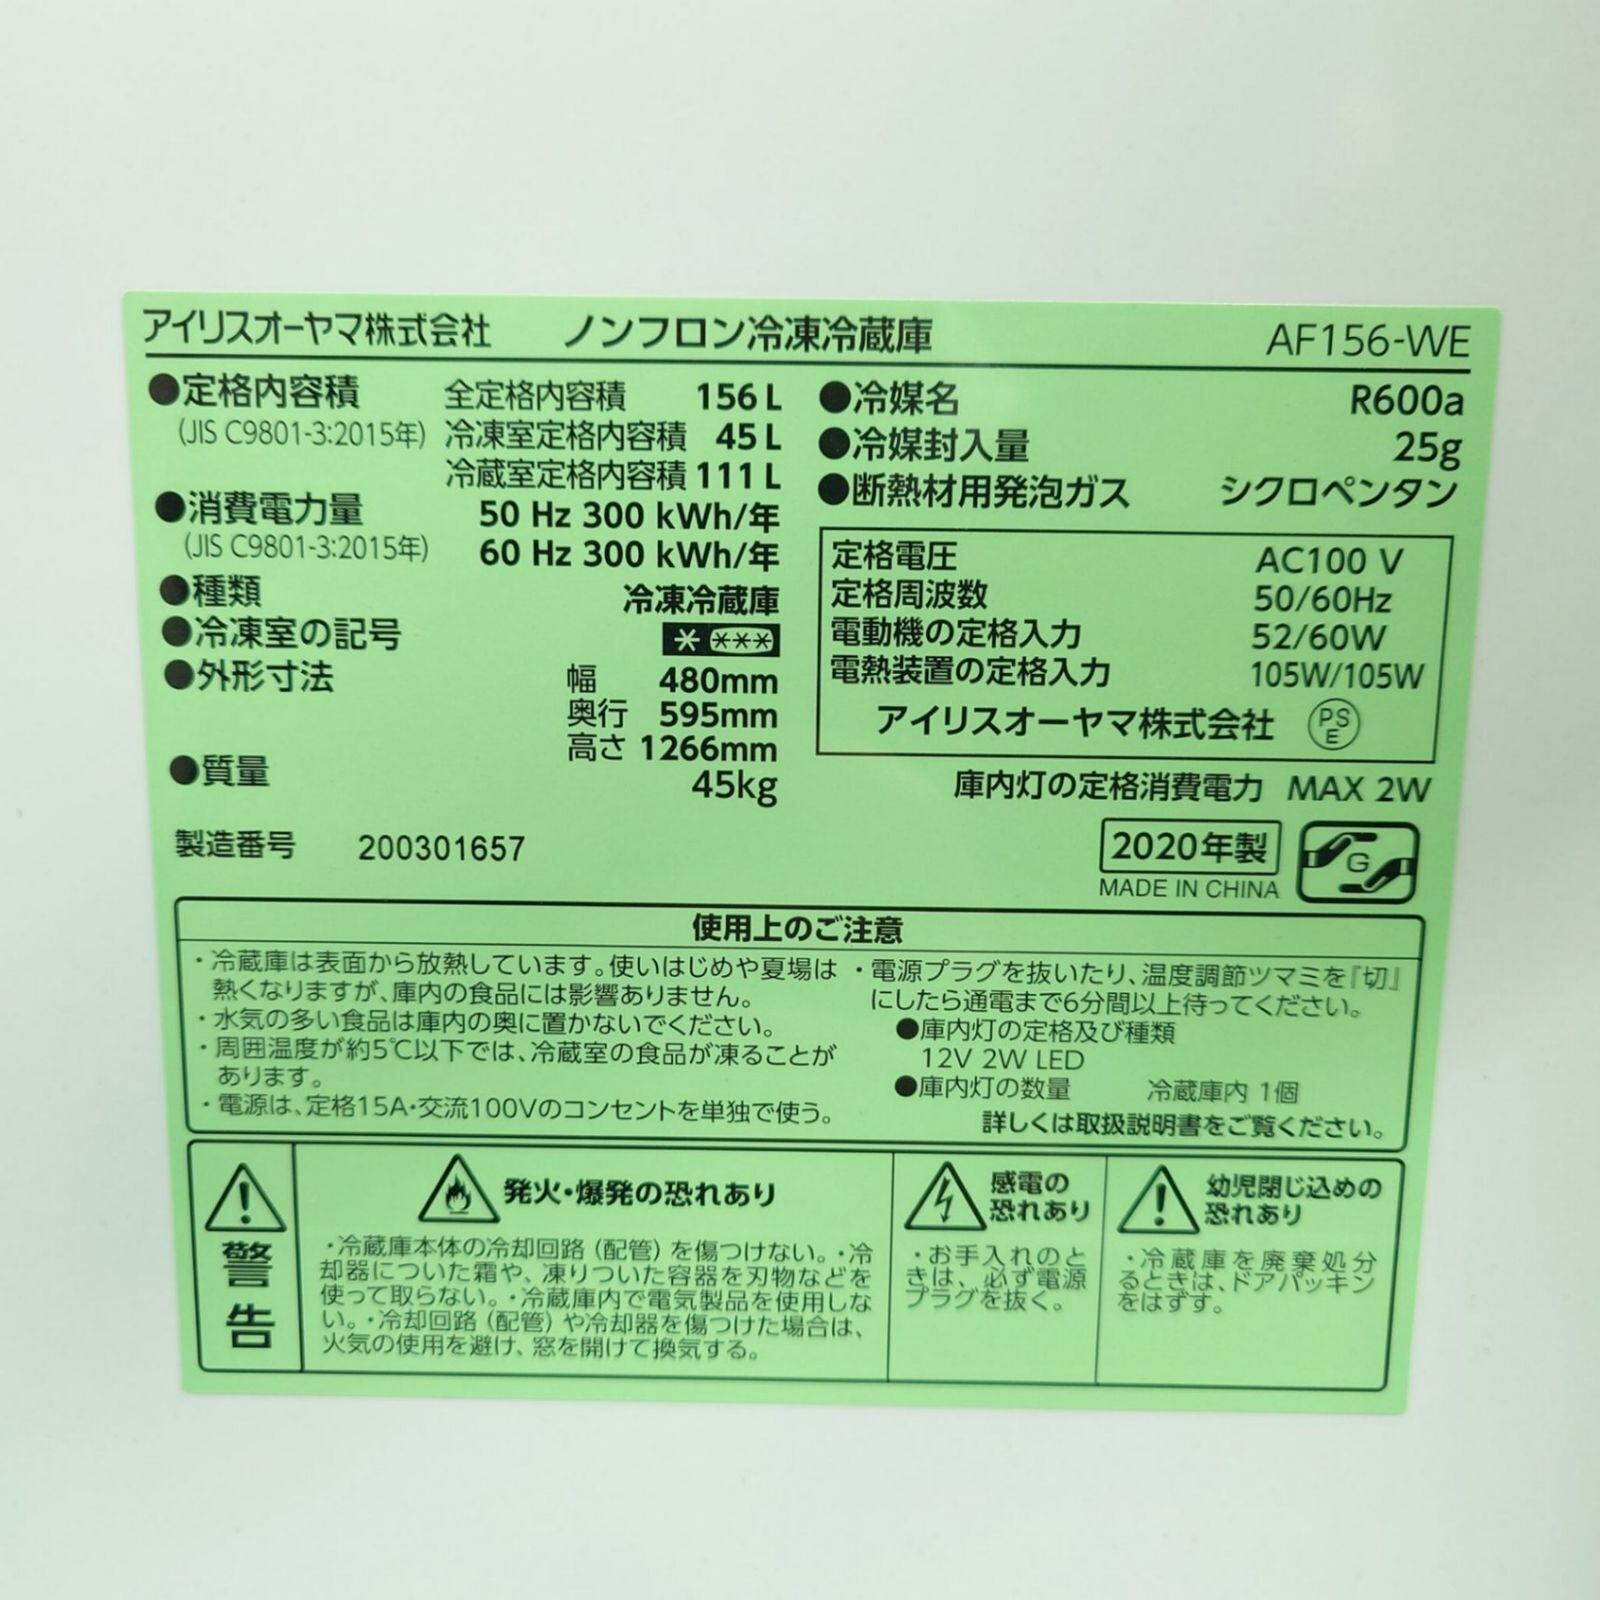 アイリスオーヤマ株式会社 ノンフロン冷凍冷蔵庫 AF156-WE
●定格内容積 全定格内容積 156 L
(JIS C9801-3:2015年) 冷凍室定格内容積 45 L
冷蔵室定格内容積 111 L
●消費電力量 50 Hz 300 kWh/年
(JIS C9801-3:2015年) 60 Hz 300 kWh/年
●種類 冷凍冷蔵庫
●冷凍室の記号 * ***
●外形寸法 幅 480mm
奥行 595mm
高さ 1266mm
●質量 45kg
製造番号 200301657
●冷媒名 R600a
●冷媒封入量 25g
●断熱材用発泡ガス シクロペンタン
定格電圧 AC100 V
定格周波数 50/60Hz
電動機の定格入力 52/60W
電熱装置の定格入力 105W/105W
アイリスオーヤマ株式会社 PSE
庫内灯の定格消費電力 MAX 2W
2020年製
MADE IN CHINA
G
使用上のご注意
・冷蔵庫は表面から放熱しています。使いはじめや夏場は
熱くなりますが、庫内の食品には影響ありません。
・水気の多い食品は庫内の奥に置かないでください。
・周囲温度が約5℃以下では、冷蔵室の食品が凍ることが
あります。
・電源は、定格15A・交流100Vのコンセントを単独で使う。
・電源プラグを抜いたり、温度調節ツマミを『切』
にしたら通電まで6分間以上待ってください。
●庫内灯の定格及び種類
12V 2W LED
●庫内灯の数量 冷蔵庫内 1個
詳しくは取扱説明書をご覧ください。
警告
発火・爆発の恐れあり
・冷蔵庫本体の冷却回路（配管）を傷つけない。・冷
却器についた霜や、凍りついた容器を刃物などを
使って取らない。・冷蔵庫内で電気製品を使用しな
い。・冷却回路（配管）や冷却器を傷つけた場合は、
火気の使用を避け、窓を開けて換気する。
感電の
恐れあり
・お手入れのと
きは、必ず電源
プラグを抜く。
幼児閉じ込めの
恐れあり
・冷蔵庫を廃棄処分
るときは、ドアパッキン
をはずす。